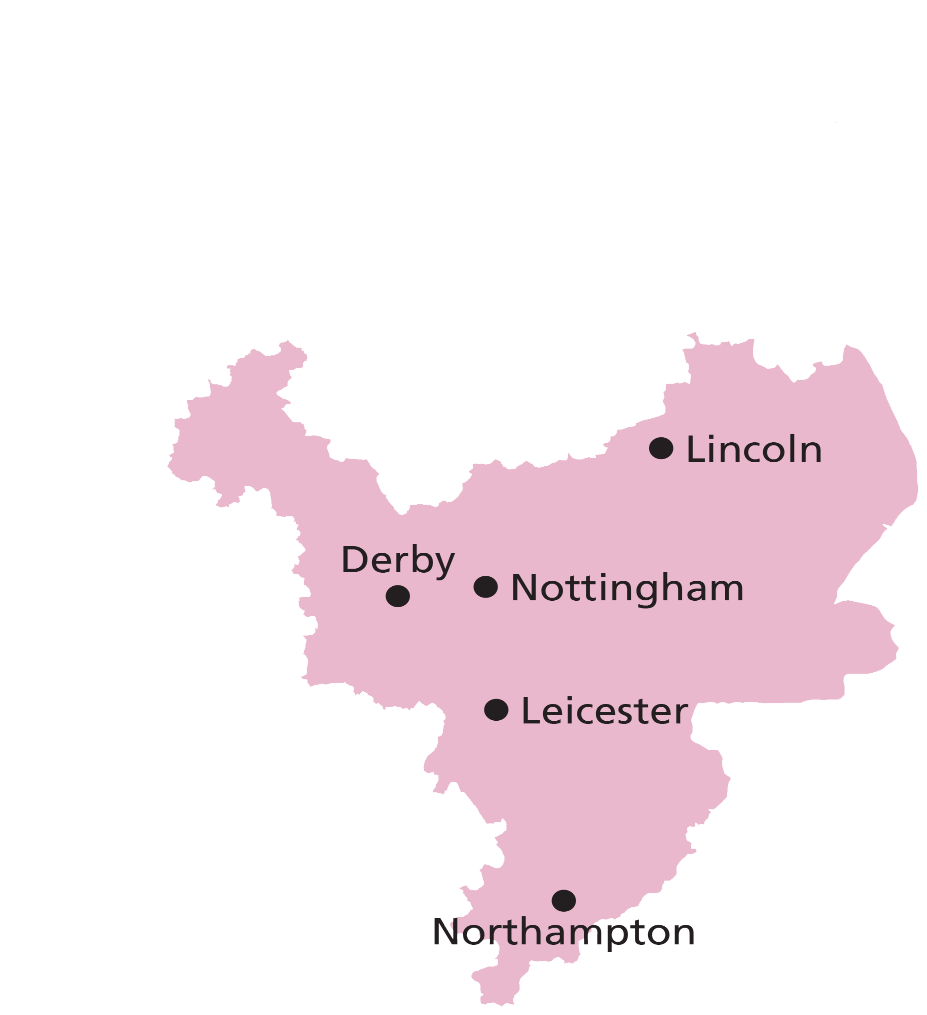 Lincoln
Derby
Nottingham
Leicester
Northampton